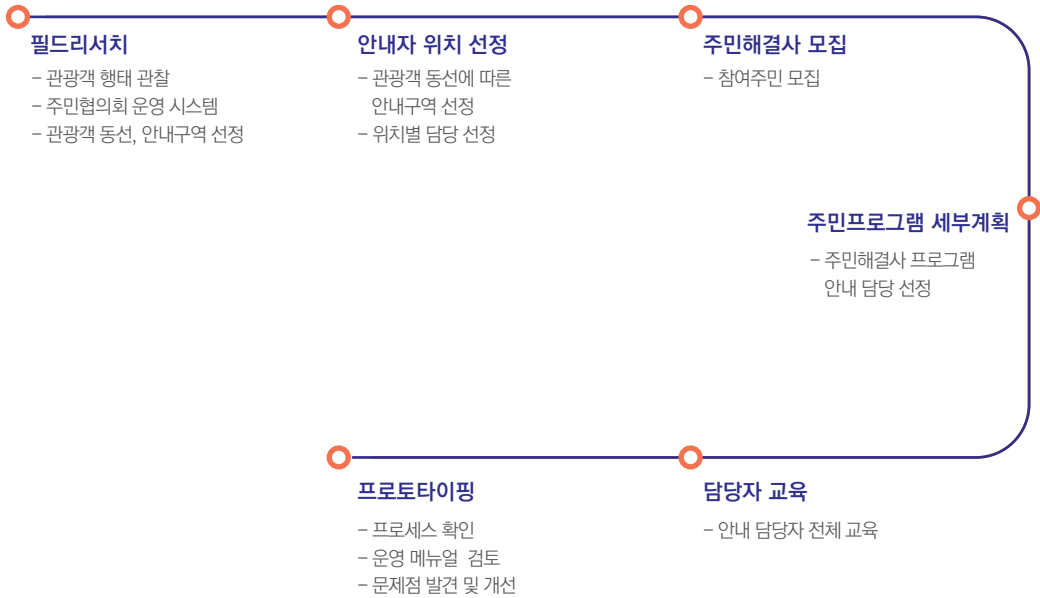 필드리서치
– 관광객 행태 관찰
– 주민협의회 운영 시스템
– 관광객 동선, 안내구역 선정
안내자 위치 선정
– 관광객 동선에 따른
안내구역 선정
– 위치별 담당 선정
주민해결사 모집
– 참여주민 모집
주민프로그램 세부계획
– 주민해결사 프로그램
안내 담당 선정
담당자 교육
– 안내 담당자 전체 교육
프로토타이핑
– 프로세스 확인
– 운영 메뉴얼 검토
– 문제점 발견 및 개선